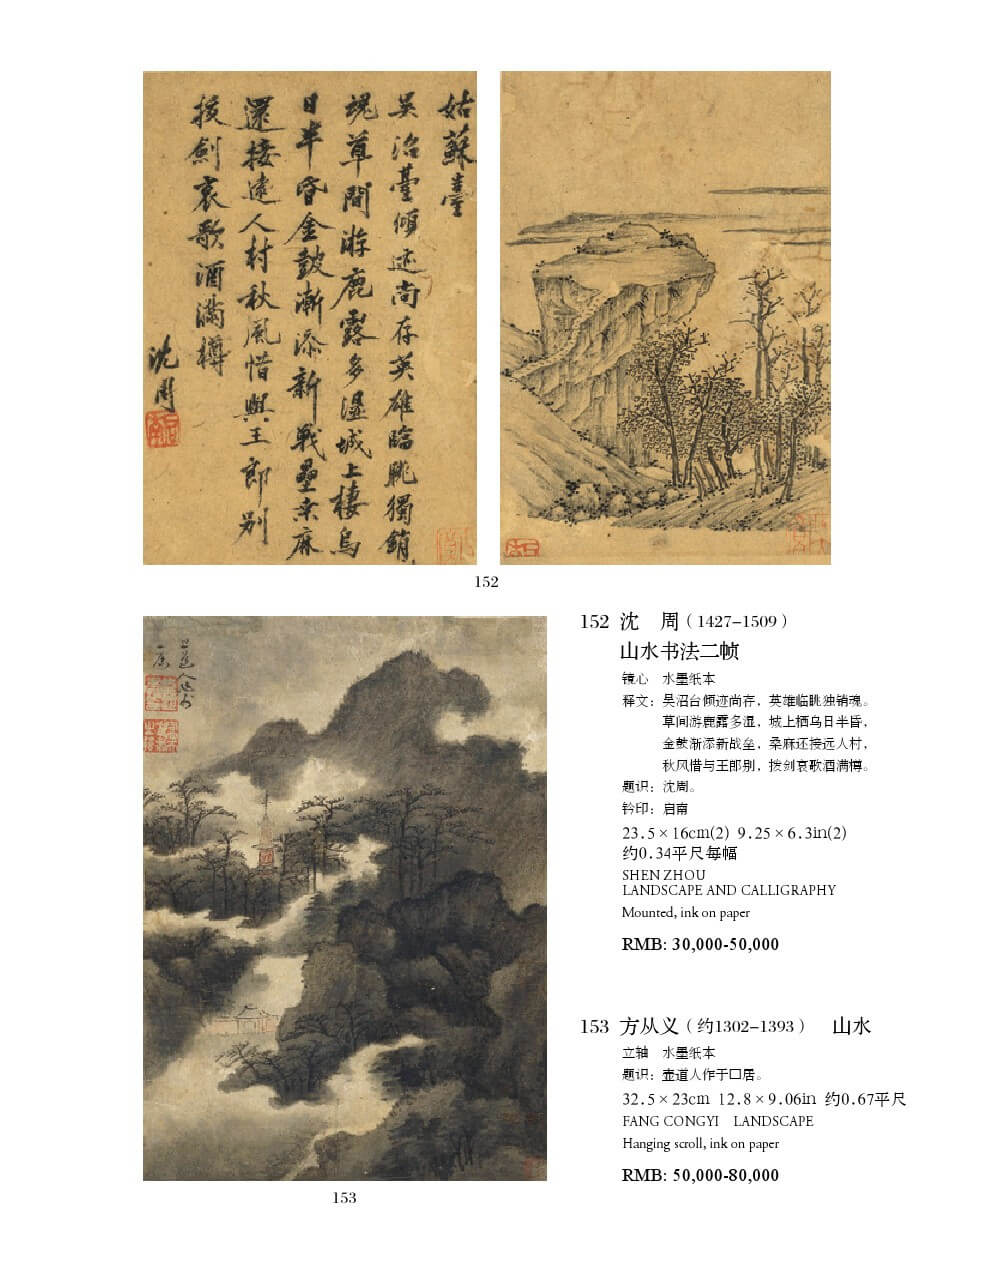 姑蘇臺
吳沼臺傾迹尚存英雄臨眺獨銷
魂草間游鹿露多濕城上棲烏
日半昏金鼓漸添新戰壘桒麻
還接遠人村秋風惜與王郎别
拔劍哀歌酒滿樽
沈周
152
152 沈 周（1427–1509）
山水书法二帧
镜心 水墨纸本
释文：吴沼台倾迹尚存，英雄临眺独销魂。
草间游鹿露多湿，城上栖乌日半昏，
金鼓渐添新战垒，桑麻还接远人村，
秋风惜与王郎别，拨剑哀歌酒满樽。
题识：沈周。
钤印：启南
23.5×16cm(2) 9.25×6.3in(2)
约0.34平尺每幅
SHEN ZHOU
LANDSCAPE AND CALLIGRAPHY
Mounted, ink on paper
RMB: 30,000-50,000
153
153 方从义（约1302–1393） 山水
立轴 水墨纸本
题识：壶道人作于口居。
32.5×23cm 12.8×9.06in 约0.67平尺
FANG CONGYI LANDSCAPE
Hanging scroll, ink on paper
RMB: 50,000-80,000